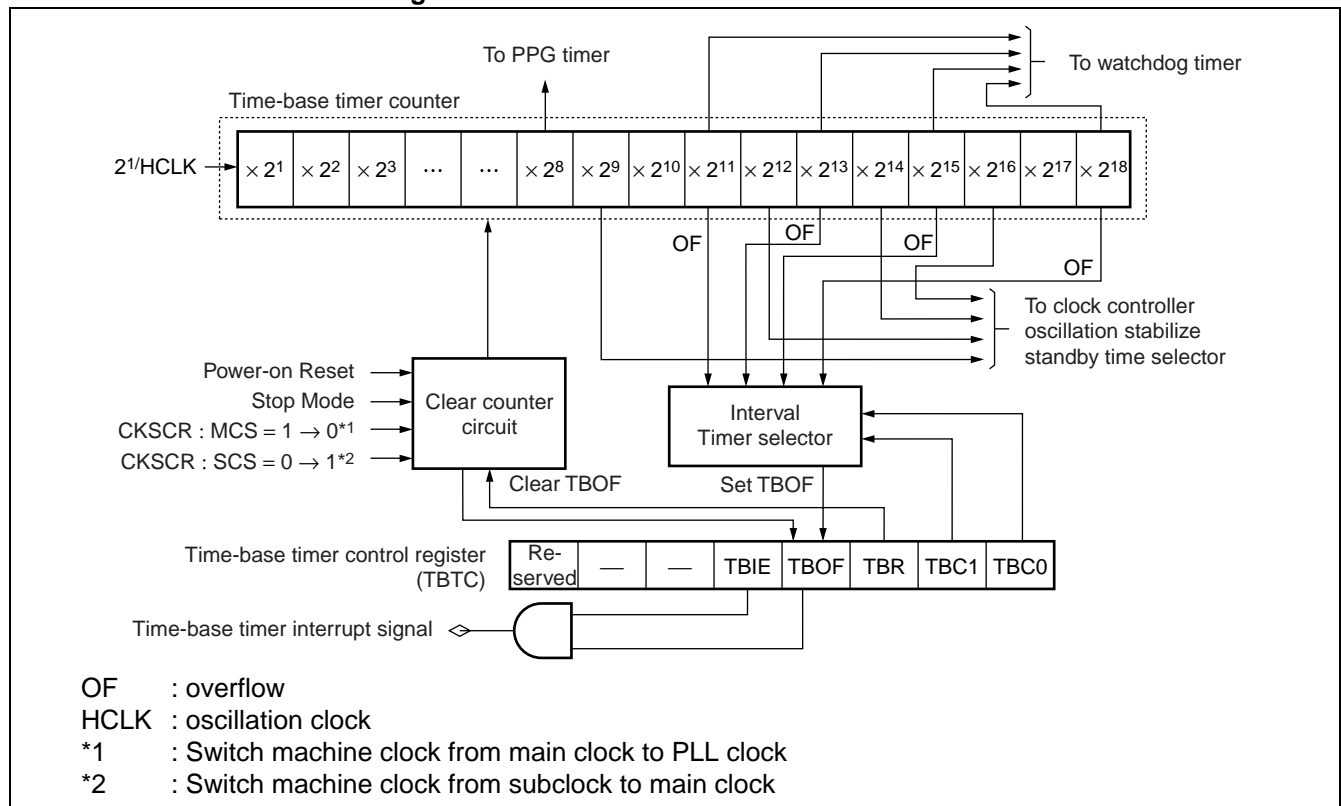 g
To PPG timer
To watchdog timer
Time-base timer counter
2¹/HCLK
× 2¹ × 2² × 2³ ... ... × 2⁸ × 2⁹ × 2¹⁰ × 2¹¹ × 2¹² × 2¹³ × 2¹⁴ × 2¹⁵ × 2¹⁶ × 2¹⁷ × 2¹⁸
OF OF OF OF
To clock controller
oscillation stabilize
standby time selector
Power-on Reset
Stop Mode
CKSCR : MCS = 1 → 0*1
CKSCR : SCS = 0 → 1*2
Clear counter
circuit
Interval
Timer selector
Clear TBOF
Set TBOF
Time-base timer control register
(TBTC)
Re-
served — — TBIE TBOF TBR TBC1 TBC0
Time-base timer interrupt signal
OF : overflow
HCLK : oscillation clock
*1 : Switch machine clock from main clock to PLL clock
*2 : Switch machine clock from subclock to main clock